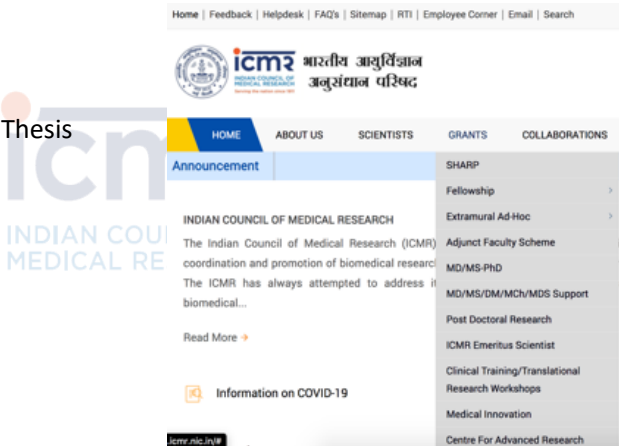 Home | Feedback | Helpdesk | FAQ's | Sitemap | RTI | Employee Corner | Email | Search
icmr
INDIAN COUNCIL OF
MEDICAL RESEARCH
Serving the nation since 1911
भारतीय आयुर्विज्ञान
अनुसंधान परिषद
Thesis
icm
INDIAN COU
MEDICAL RE
HOME ABOUT US SCIENTISTS GRANTS COLLABORATIONS
Announcement
SHARP
Fellowship
Extramural Ad-Hoc
Adjunct Faculty Scheme
MD/MS-PhD
MD/MS/DM/MCh/MDS Support
Post Doctoral Research
ICMR Emeritus Scientist
Clinical Training/Translational
Research Workshops
Medical Innovation
Centre For Advanced Research
INDIAN COUNCIL OF MEDICAL RESEARCH
The Indian Council of Medical Research (ICMR)
coordination and promotion of biomedical researc
The ICMR has always attempted to address it
biomedical...
Read More →
Information on COVID-19
.icmr.nic.in/#